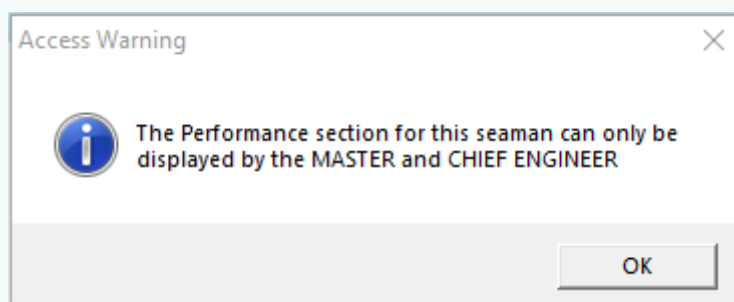 Access Warning
The Performance section for this seaman can only be
displayed by the MASTER and CHIEF ENGINEER
OK